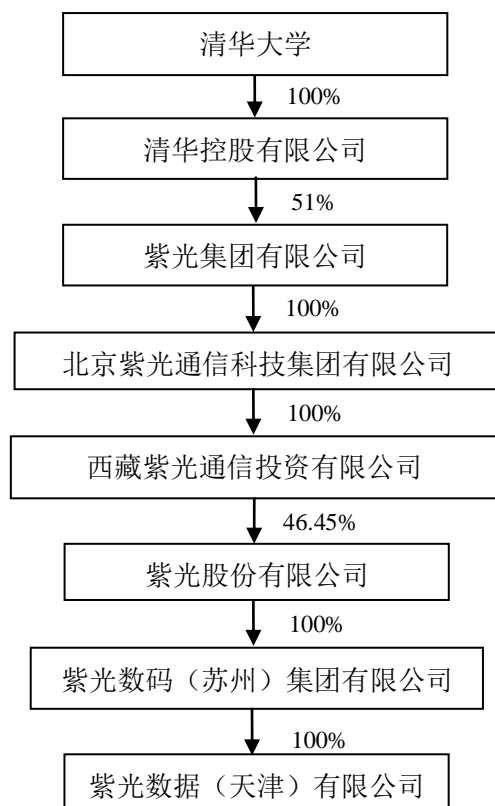 清华大学
100%
清华控股有限公司
51%
紫光集团有限公司
100%
北京紫光通信科技集团有限公司
100%
西藏紫光通信投资有限公司
46.45%
紫光股份有限公司
100%
紫光数码（苏州）集团有限公司
100%
紫光数据（天津）有限公司